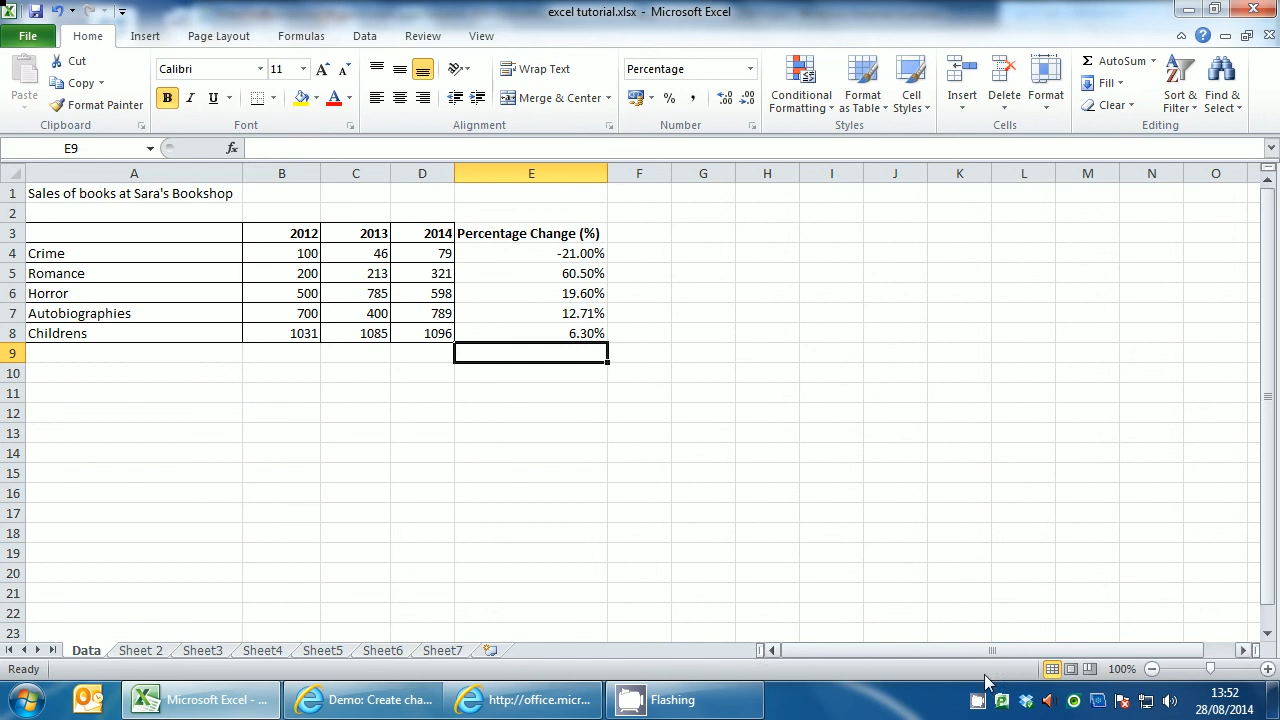 excel tutorial.xlsx - Microsoft Excel
File Home Insert Page Layout Formulas Data Review View
Paste
Cut
Copy
Format Painter
Clipboard
Calibri 11
B I U
Font
Wrap Text
Merge & Center
Alignment
Percentage
%
Number
Conditional Formatting
Format as Table
Cell Styles
Styles
Insert Delete Format
Cells
AutoSum
Fill
Clear
Sort & Filter
Find & Select
Editing
E9 fx
A B C D E F G H I J K L M N O
1 Sales of books at Sara's Bookshop
2
3 2012 2013 2014 Percentage Change (%)
4 Crime 100 46 79 -21.00%
5 Romance 200 213 321 60.50%
6 Horror 500 785 598 19.60%
7 Autobiographies 700 400 789 12.71%
8 Childrens 1031 1085 1096 6.30%
9
10
11
12
13
14
15
16
17
18
19
20
21
22
23
Data Sheet 2 Sheet3 Sheet4 Sheet5 Sheet6 Sheet7
Ready 100%
Microsoft Excel - ... Demo: Create cha... http://office.micr... Flashing
13:52
28/08/2014